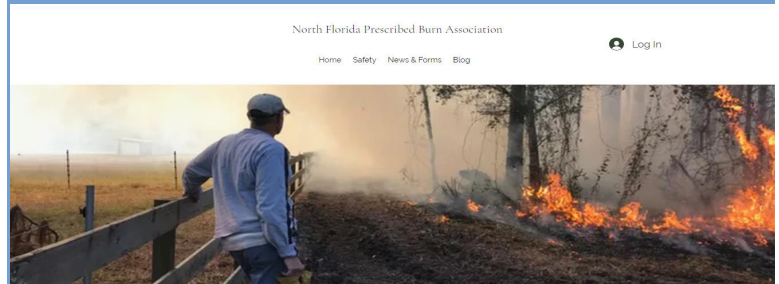 North Florida Prescribed Burn Association
Log In
Home Safety News & Forms Blog